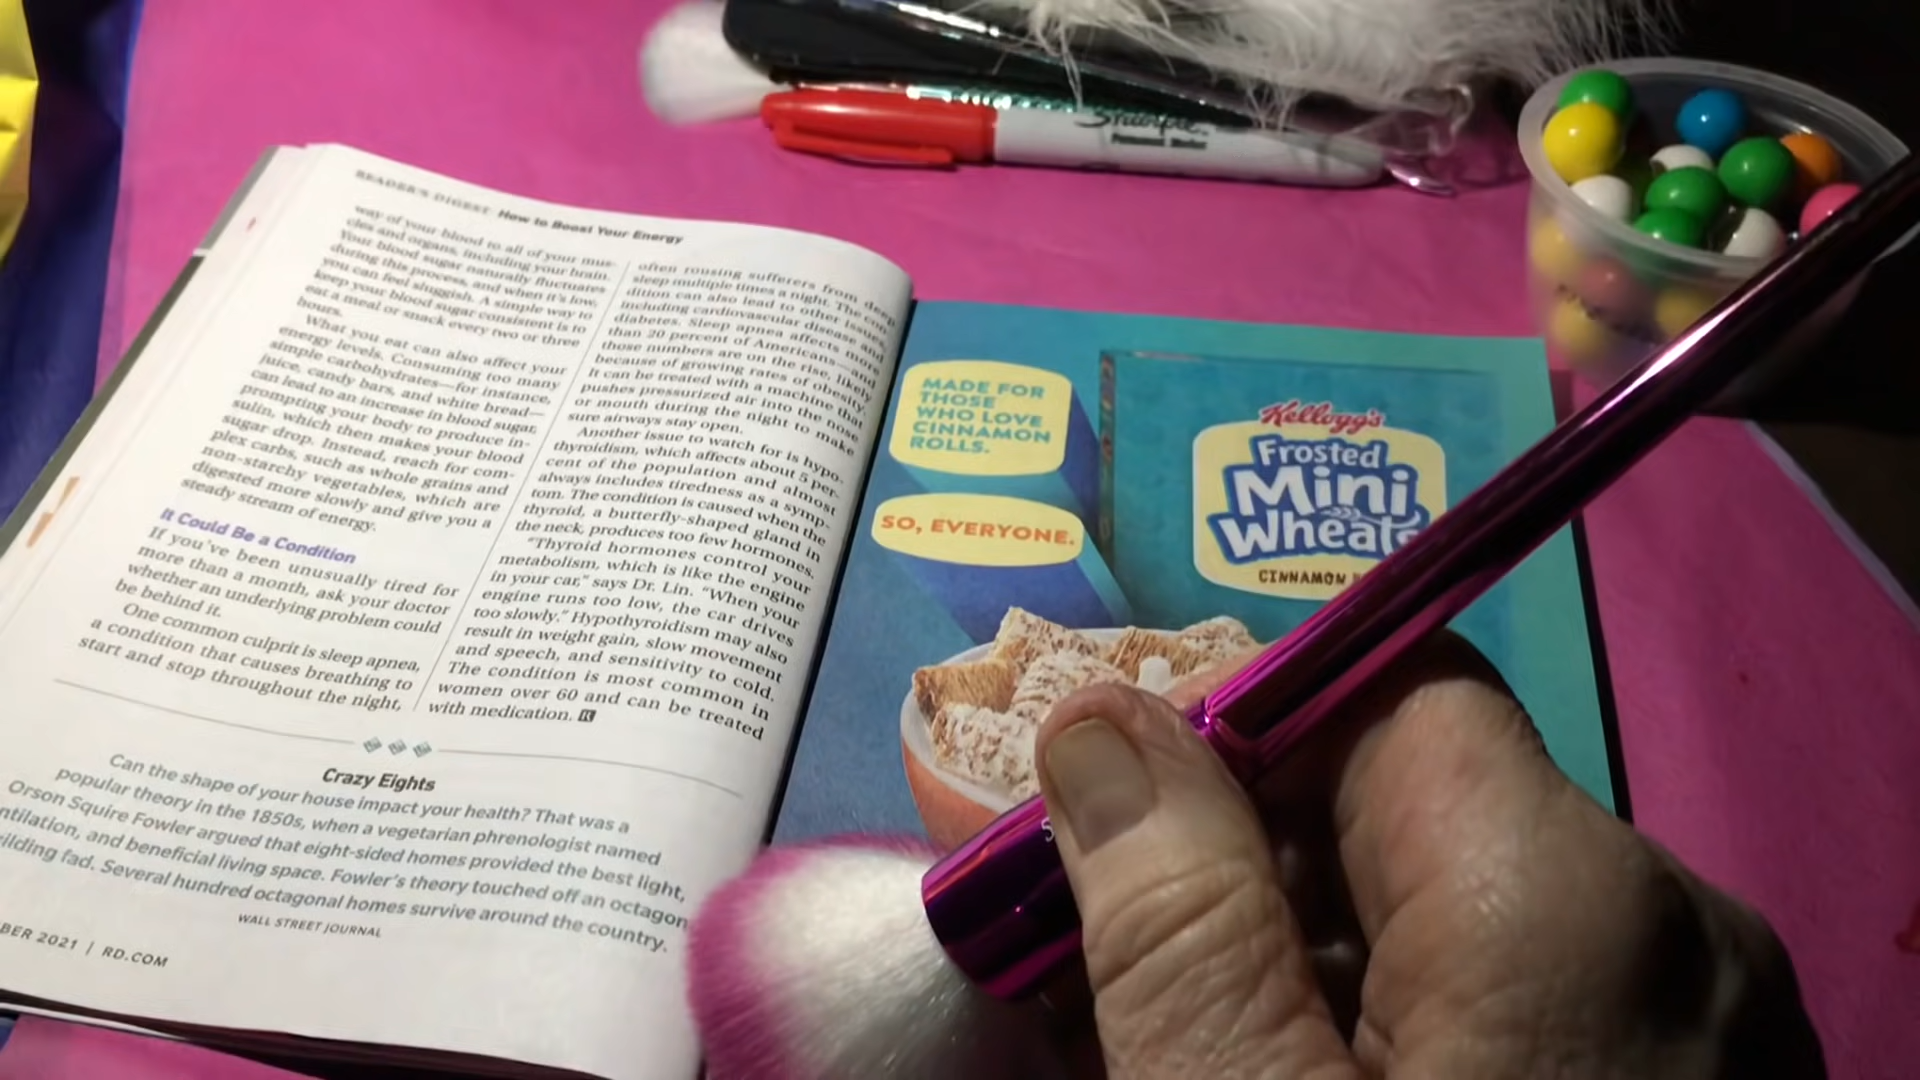 READER'S DIGEST How to Boost Your Energy
way of your blood to all of your mus-
cles and organs, including your brain.
Your blood sugar naturally fluctuates
during this process, and when it's low,
you can feel sluggish. A simple way to
keep your blood sugar consistent is to
eat a meal or snack every two or three
hours.
What you eat can also affect your
energy levels. Consuming too many
simple carbohydrates—for instance,
juice, candy bars, and white bread—
can lead to an increase in blood sugar,
prompting your body to produce in-
sulin, which then makes your blood
sugar drop. Instead, reach for com-
plex carbs, such as whole grains and
non-starchy vegetables, which are
digested more slowly and give you a
steady stream of energy.
It Could Be a Condition
If you've been unusually tired for
more than a month, ask your doctor
whether an underlying problem could
be behind it.
One common culprit is sleep apnea,
a condition that causes breathing to
start and stop throughout the night,
often rousing sufferers from deep
sleep multiple times a night. The con-
dition can also lead to other issues,
including cardiovascular disease and
diabetes. Sleep apnea affects more
than 20 percent of Americans—and
those numbers are on the rise, likely
because of growing rates of obesity.
It can be treated with a machine that
pushes pressurized air into the nose
or mouth during the night to make
sure airways stay open.
Another issue to watch for is hypo-
thyroidism, which affects about 5 per-
cent of the population and almost
always includes tiredness as a symp-
tom. The condition is caused when the
thyroid, a butterfly-shaped gland in
the neck, produces too few hormones.
"Thyroid hormones control your
metabolism, which is like the engine
in your car," says Dr. Lin. "When your
engine runs too low, the car drives
too slowly." Hypothyroidism may also
result in weight gain, slow movement
and speech, and sensitivity to cold.
The condition is most common in
women over 60 and can be treated
with medication. R
Crazy Eights
Can the shape of your house impact your health? That was a
popular theory in the 1850s, when a vegetarian phrenologist named
Orson Squire Fowler argued that eight-sided homes provided the best light,
ntilation, and beneficial living space. Fowler's theory touched off an octagon
ilding fad. Several hundred octagonal homes survive around the country.
WALL STREET JOURNAL
BER 2021 | RD.COM
MADE FOR
THOSE
WHO LOVE
CINNAMON
ROLLS.
SO, EVERYONE.
Kellogg's
Frosted
Mini
Wheats
CINNAMON
Sharpie
Permanent Marker
5